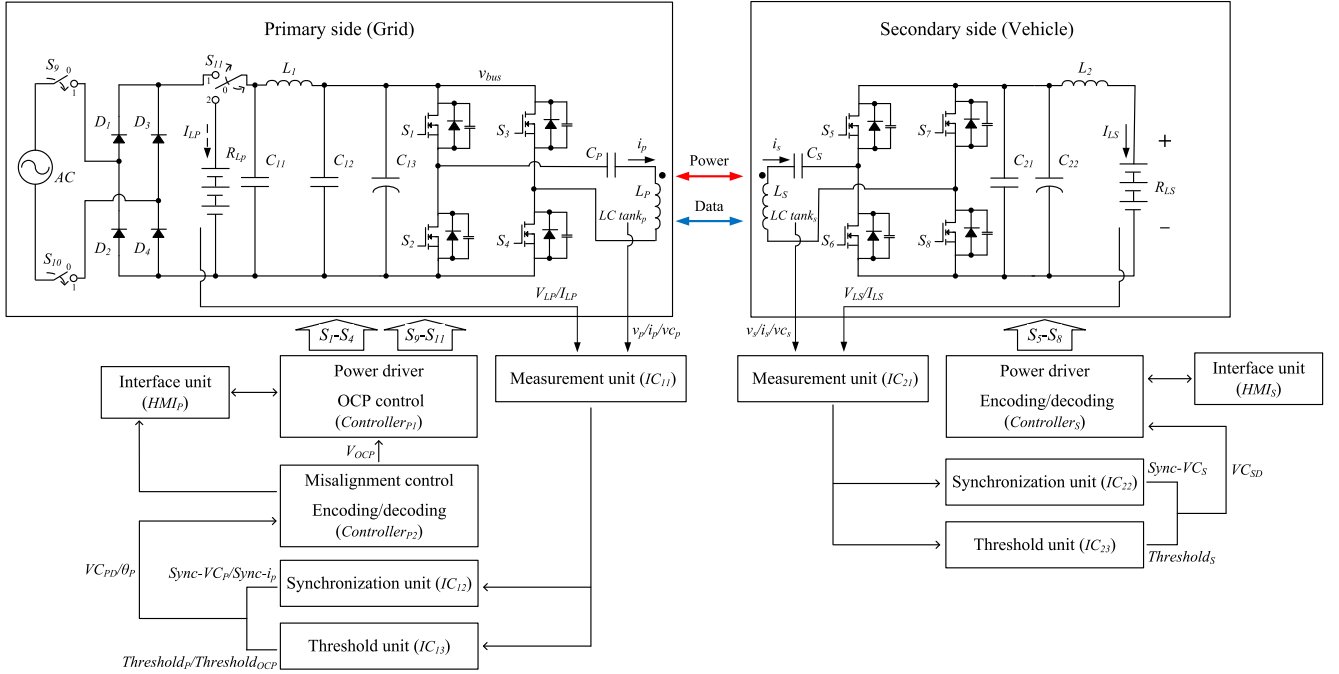 Primary side (Grid)
Secondary side (Vehicle)
S9 0 1
S11 1 0 2
L1
vbus
L2
D1 D3
ILP
RLp
AC
C11
C12
C13
S1
S3
CP
ip
LP
LC tankp
S2
S4
D2 D4
S10 0 1
Power
Data
is
CS
LS
LC tanks
S5
S7
S6
S8
C21
C22
ILS
+
RLS
−
VLP/ILP
vp/ip/vcp
vs/is/vcs
VLS/ILS
S1-S4
S9-S11
S5-S8
Interface unit
(HMIP)
Power driver
OCP control
(ControllerP1)
Measurement unit (IC11)
Measurement unit (IC21)
Power driver
Encoding/decoding
(ControllerS)
Interface unit
(HMIS)
VOCP
Misalignment control
Encoding/decoding
(ControllerP2)
Synchronization unit (IC22)
Sync-VCS
VCSD
Threshold unit (IC23)
ThresholdS
VCPD/θP
Sync-VCP/Sync-ip
Synchronization unit (IC12)
Threshold unit (IC13)
ThresholdP/ThresholdOCP